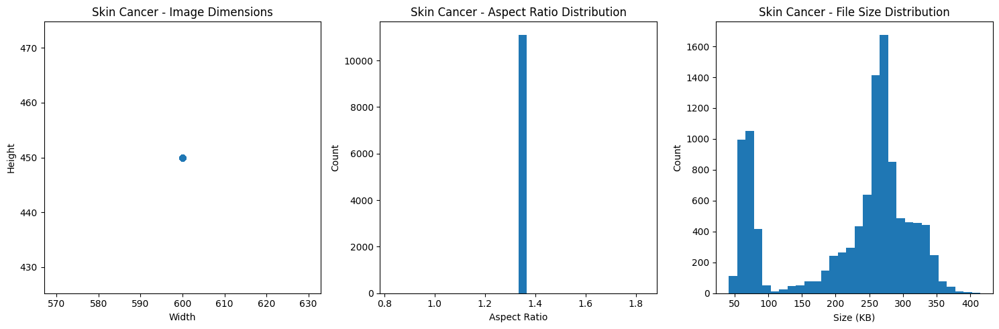 Skin Cancer - Image Dimensions
470
460
450
440
430
Height
570 580 590 600 610 620 630
Width
Skin Cancer - Aspect Ratio Distribution
10000
8000
6000
4000
2000
0
Count
0.8 1.0 1.2 1.4 1.6 1.8
Aspect Ratio
Skin Cancer - File Size Distribution
1600
1400
1200
1000
800
600
400
200
0
Count
50 100 150 200 250 300 350 400
Size (KB)